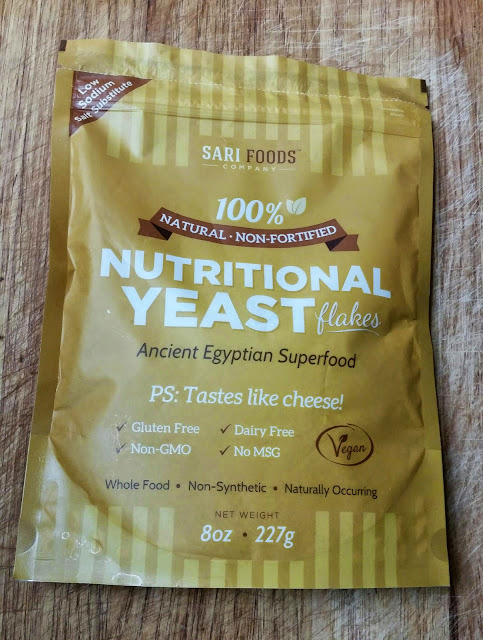 Low
Sodium
Salt Substitute
SARI FOODS™
COMPANY
100%
NATURAL • NON-FORTIFIED
NUTRITIONAL
YEAST flakes
Ancient Egyptian Superfood
PS: Tastes like cheese!
✓ Gluten Free ✓ Dairy Free
✓ Non-GMO ✓ No MSG
Vegan
Whole Food • Non-Synthetic • Naturally Occurring
NET WEIGHT
8oz • 227g